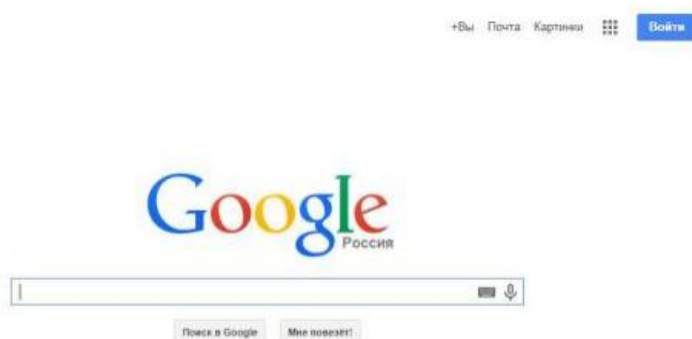 +Вы Почта Картинки Войти
Google
Россия
Поиск в Google Мне повезёт!